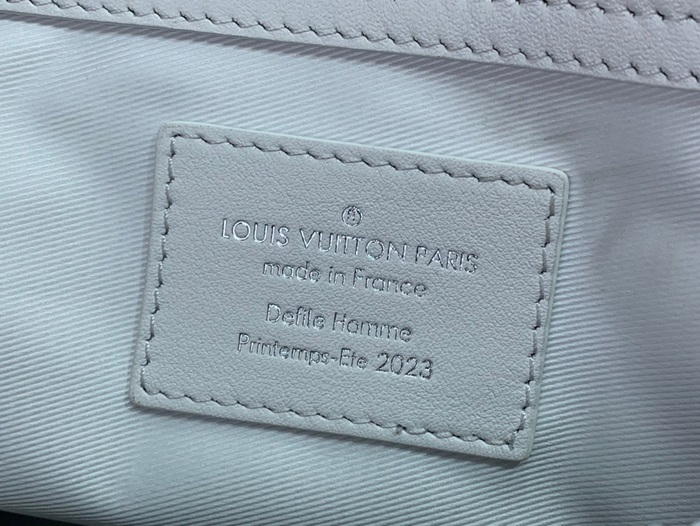 ®
LOUIS VUITTON PARIS
made in France
Defile Homme
Printemps-Ete 2023